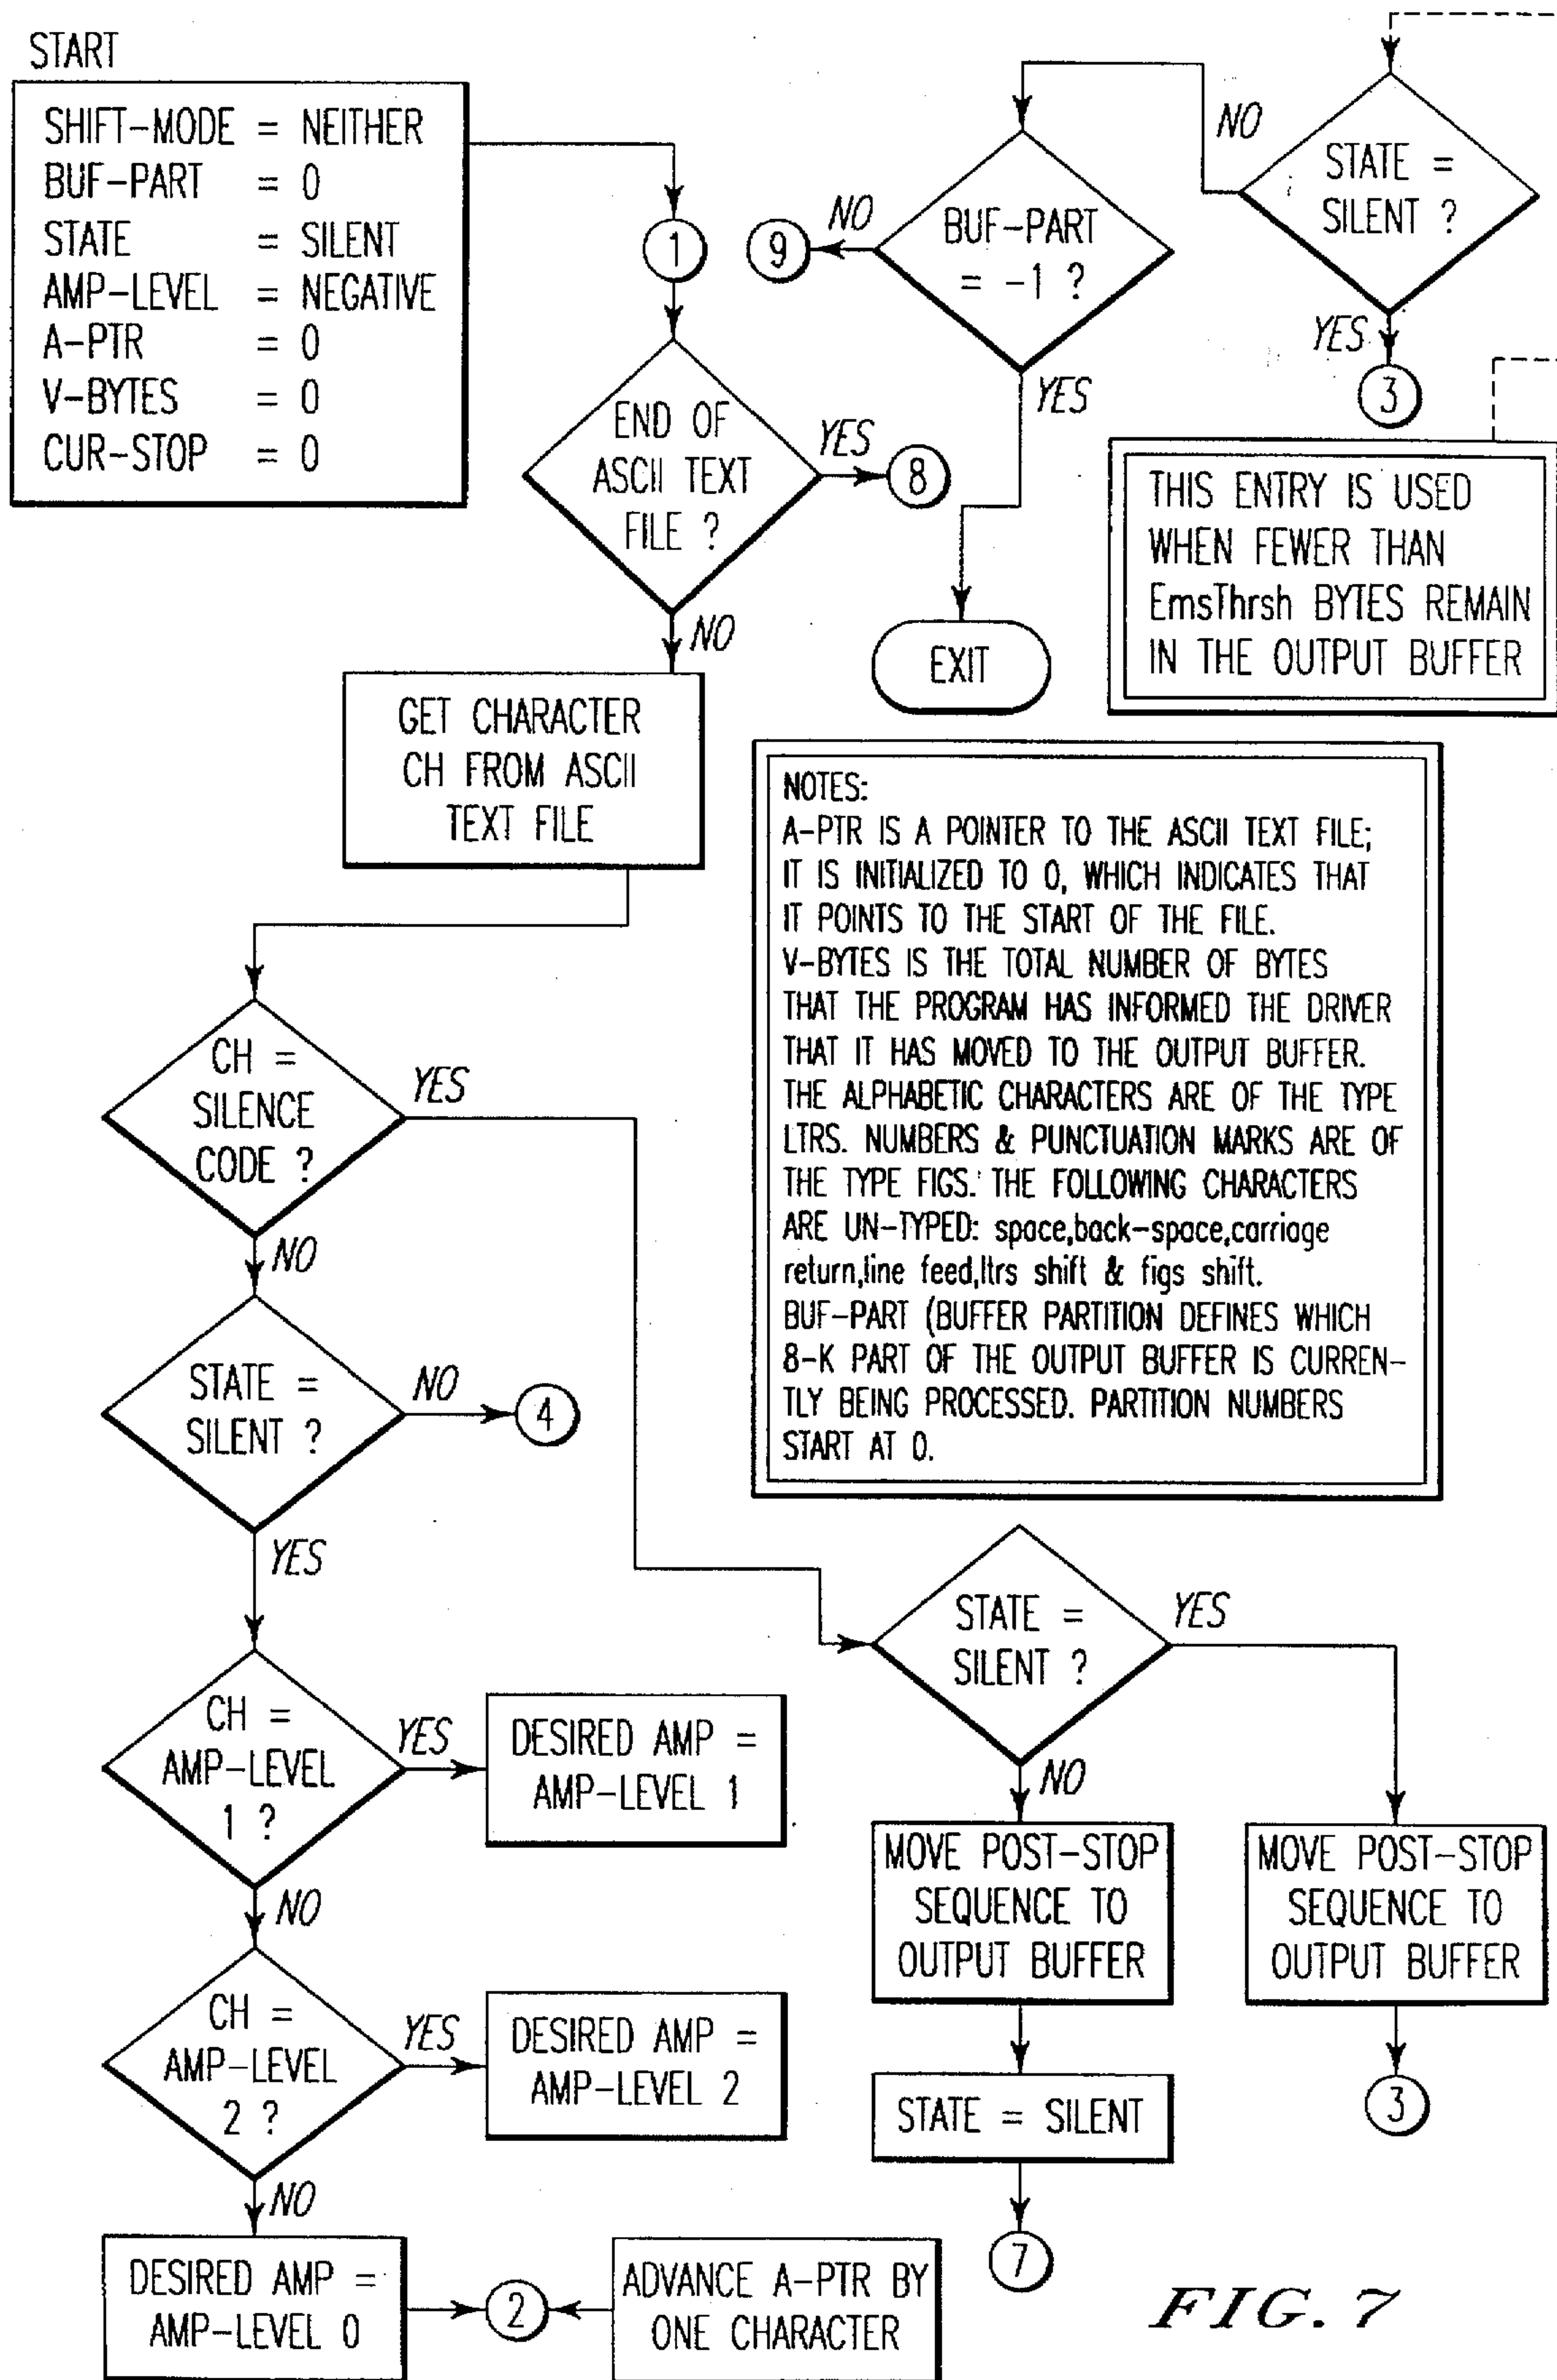 START
SHIFT-MODE = NEITHER
BUF-PART = 0
STATE = SILENT
AMP-LEVEL = NEGATIVE
A-PTR = 0
V-BYTES = 0
CUR-STOP = 0
1
END OF
ASCII TEXT
FILE ?
YES
8
NO
GET CHARACTER
CH FROM ASCII
TEXT FILE
STATE =
SILENT ?
NO
YES
3
BUF-PART
= -1 ?
NO
9
YES
EXIT
THIS ENTRY IS USED
WHEN FEWER THAN
EmsThrsh BYTES REMAIN
IN THE OUTPUT BUFFER
NOTES:
A-PTR IS A POINTER TO THE ASCII TEXT FILE;
IT IS INITIALIZED TO 0, WHICH INDICATES THAT
IT POINTS TO THE START OF THE FILE.
V-BYTES IS THE TOTAL NUMBER OF BYTES
THAT THE PROGRAM HAS INFORMED THE DRIVER
THAT IT HAS MOVED TO THE OUTPUT BUFFER.
THE ALPHABETIC CHARACTERS ARE OF THE TYPE
LTRS. NUMBERS & PUNCTUATION MARKS ARE OF
THE TYPE FIGS. THE FOLLOWING CHARACTERS
ARE UN-TYPED: space,back-space,carriage
return,line feed,ltrs shift & figs shift.
BUF-PART (BUFFER PARTITION DEFINES WHICH
8-K PART OF THE OUTPUT BUFFER IS CURREN-
TLY BEING PROCESSED. PARTITION NUMBERS
START AT 0.
CH =
SILENCE
CODE ?
YES
NO
STATE =
SILENT ?
NO
4
YES
CH =
AMP-LEVEL
1 ?
YES
DESIRED AMP =
AMP-LEVEL 1
NO
CH =
AMP-LEVEL
2 ?
YES
DESIRED AMP =
AMP-LEVEL 2
NO
DESIRED AMP =
AMP-LEVEL 0
2
ADVANCE A-PTR BY
ONE CHARACTER
STATE =
SILENT ?
YES
NO
MOVE POST-STOP
SEQUENCE TO
OUTPUT BUFFER
STATE = SILENT
7
MOVE POST-STOP
SEQUENCE TO
OUTPUT BUFFER
3
FIG. 7